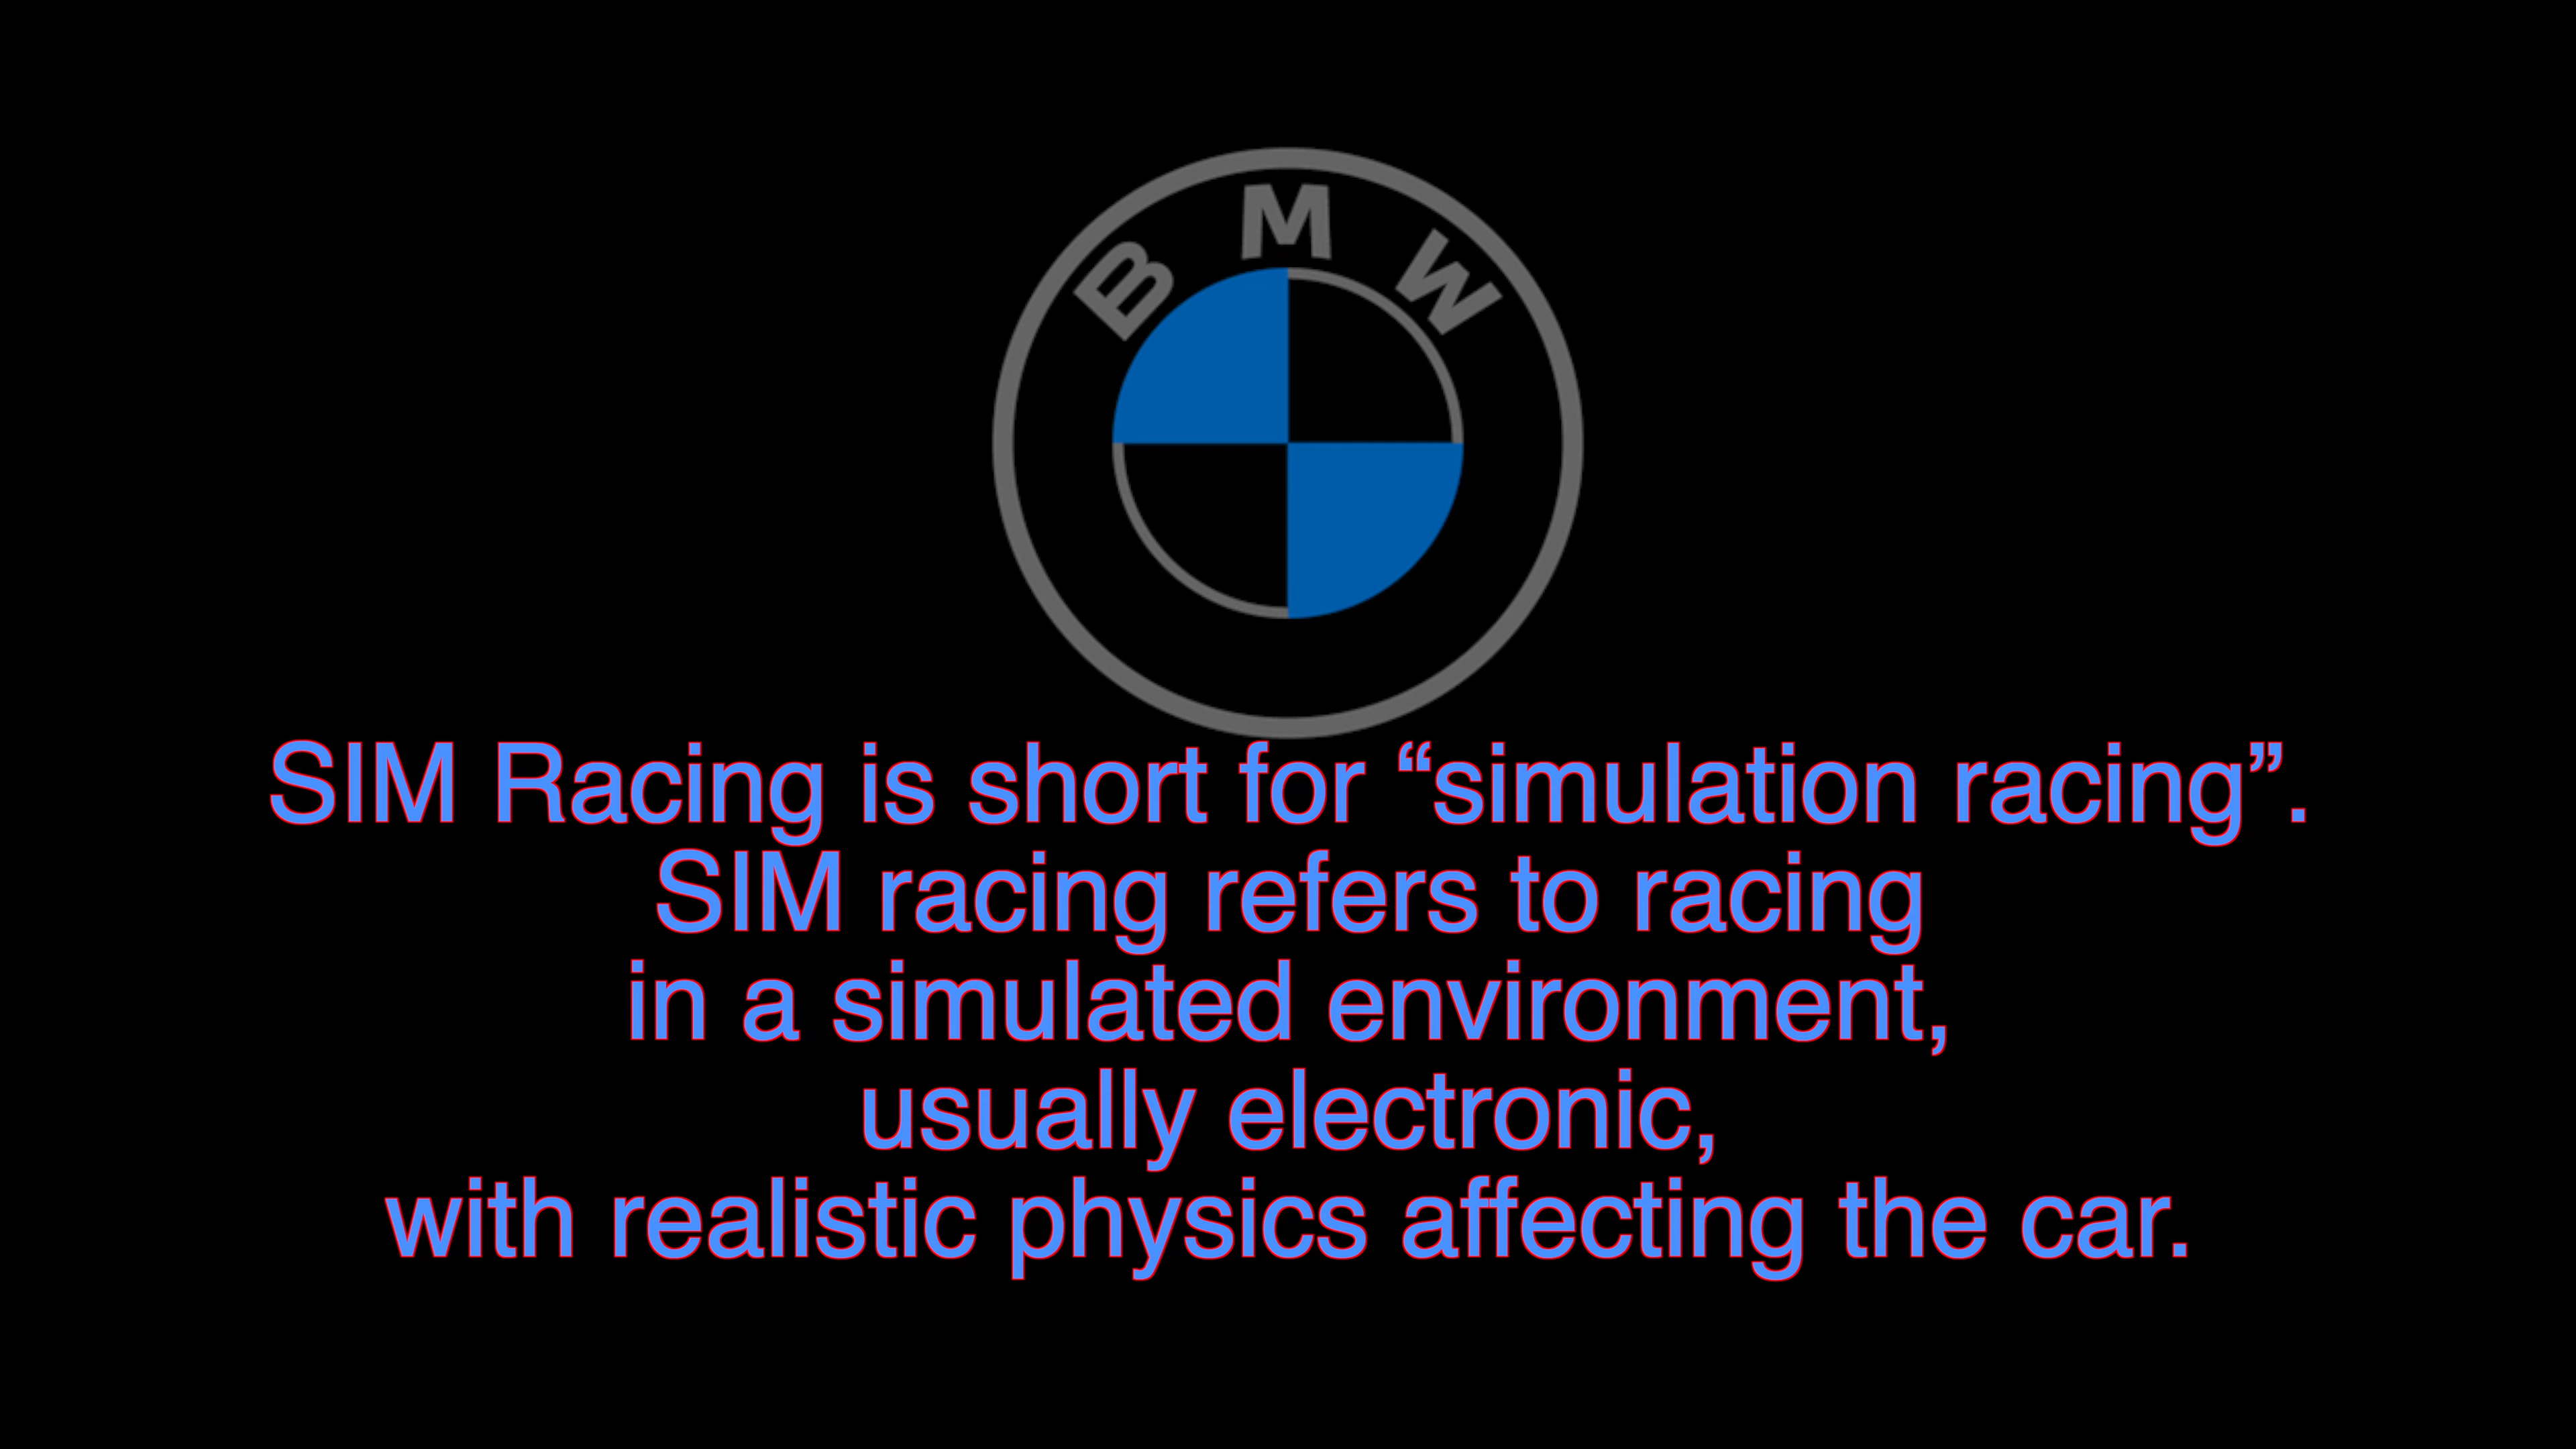 BMW
SIM Racing is short for “simulation racing”.
SIM racing refers to racing
in a simulated environment,
usually electronic,
with realistic physics affecting the car.